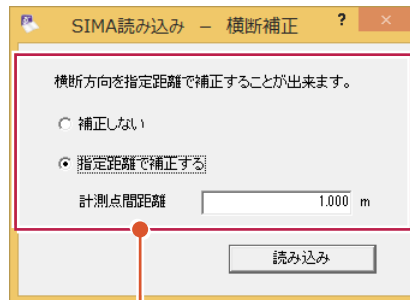 SIMA読み込み － 横断補正 ? ×
横断方向を指定距離で補正することが出来ます。
補正しない
指定距離で補正する
計測点間距離 1.000 m
読み込み